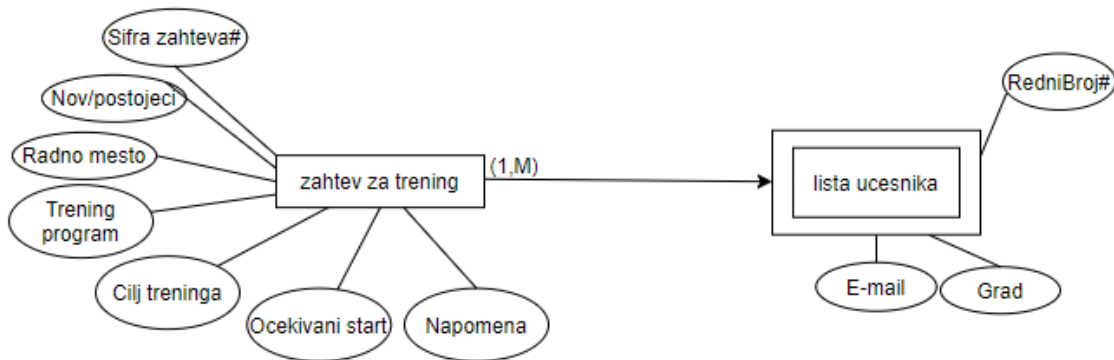 Sifra zahteva#
Nov/postojeci
Radno mesto
Trening
program
Cilj treninga
Ocekivani start
Napomena
zahtev za trening
(1,M)
lista ucesnika
RedniBroj#
E-mail
Grad